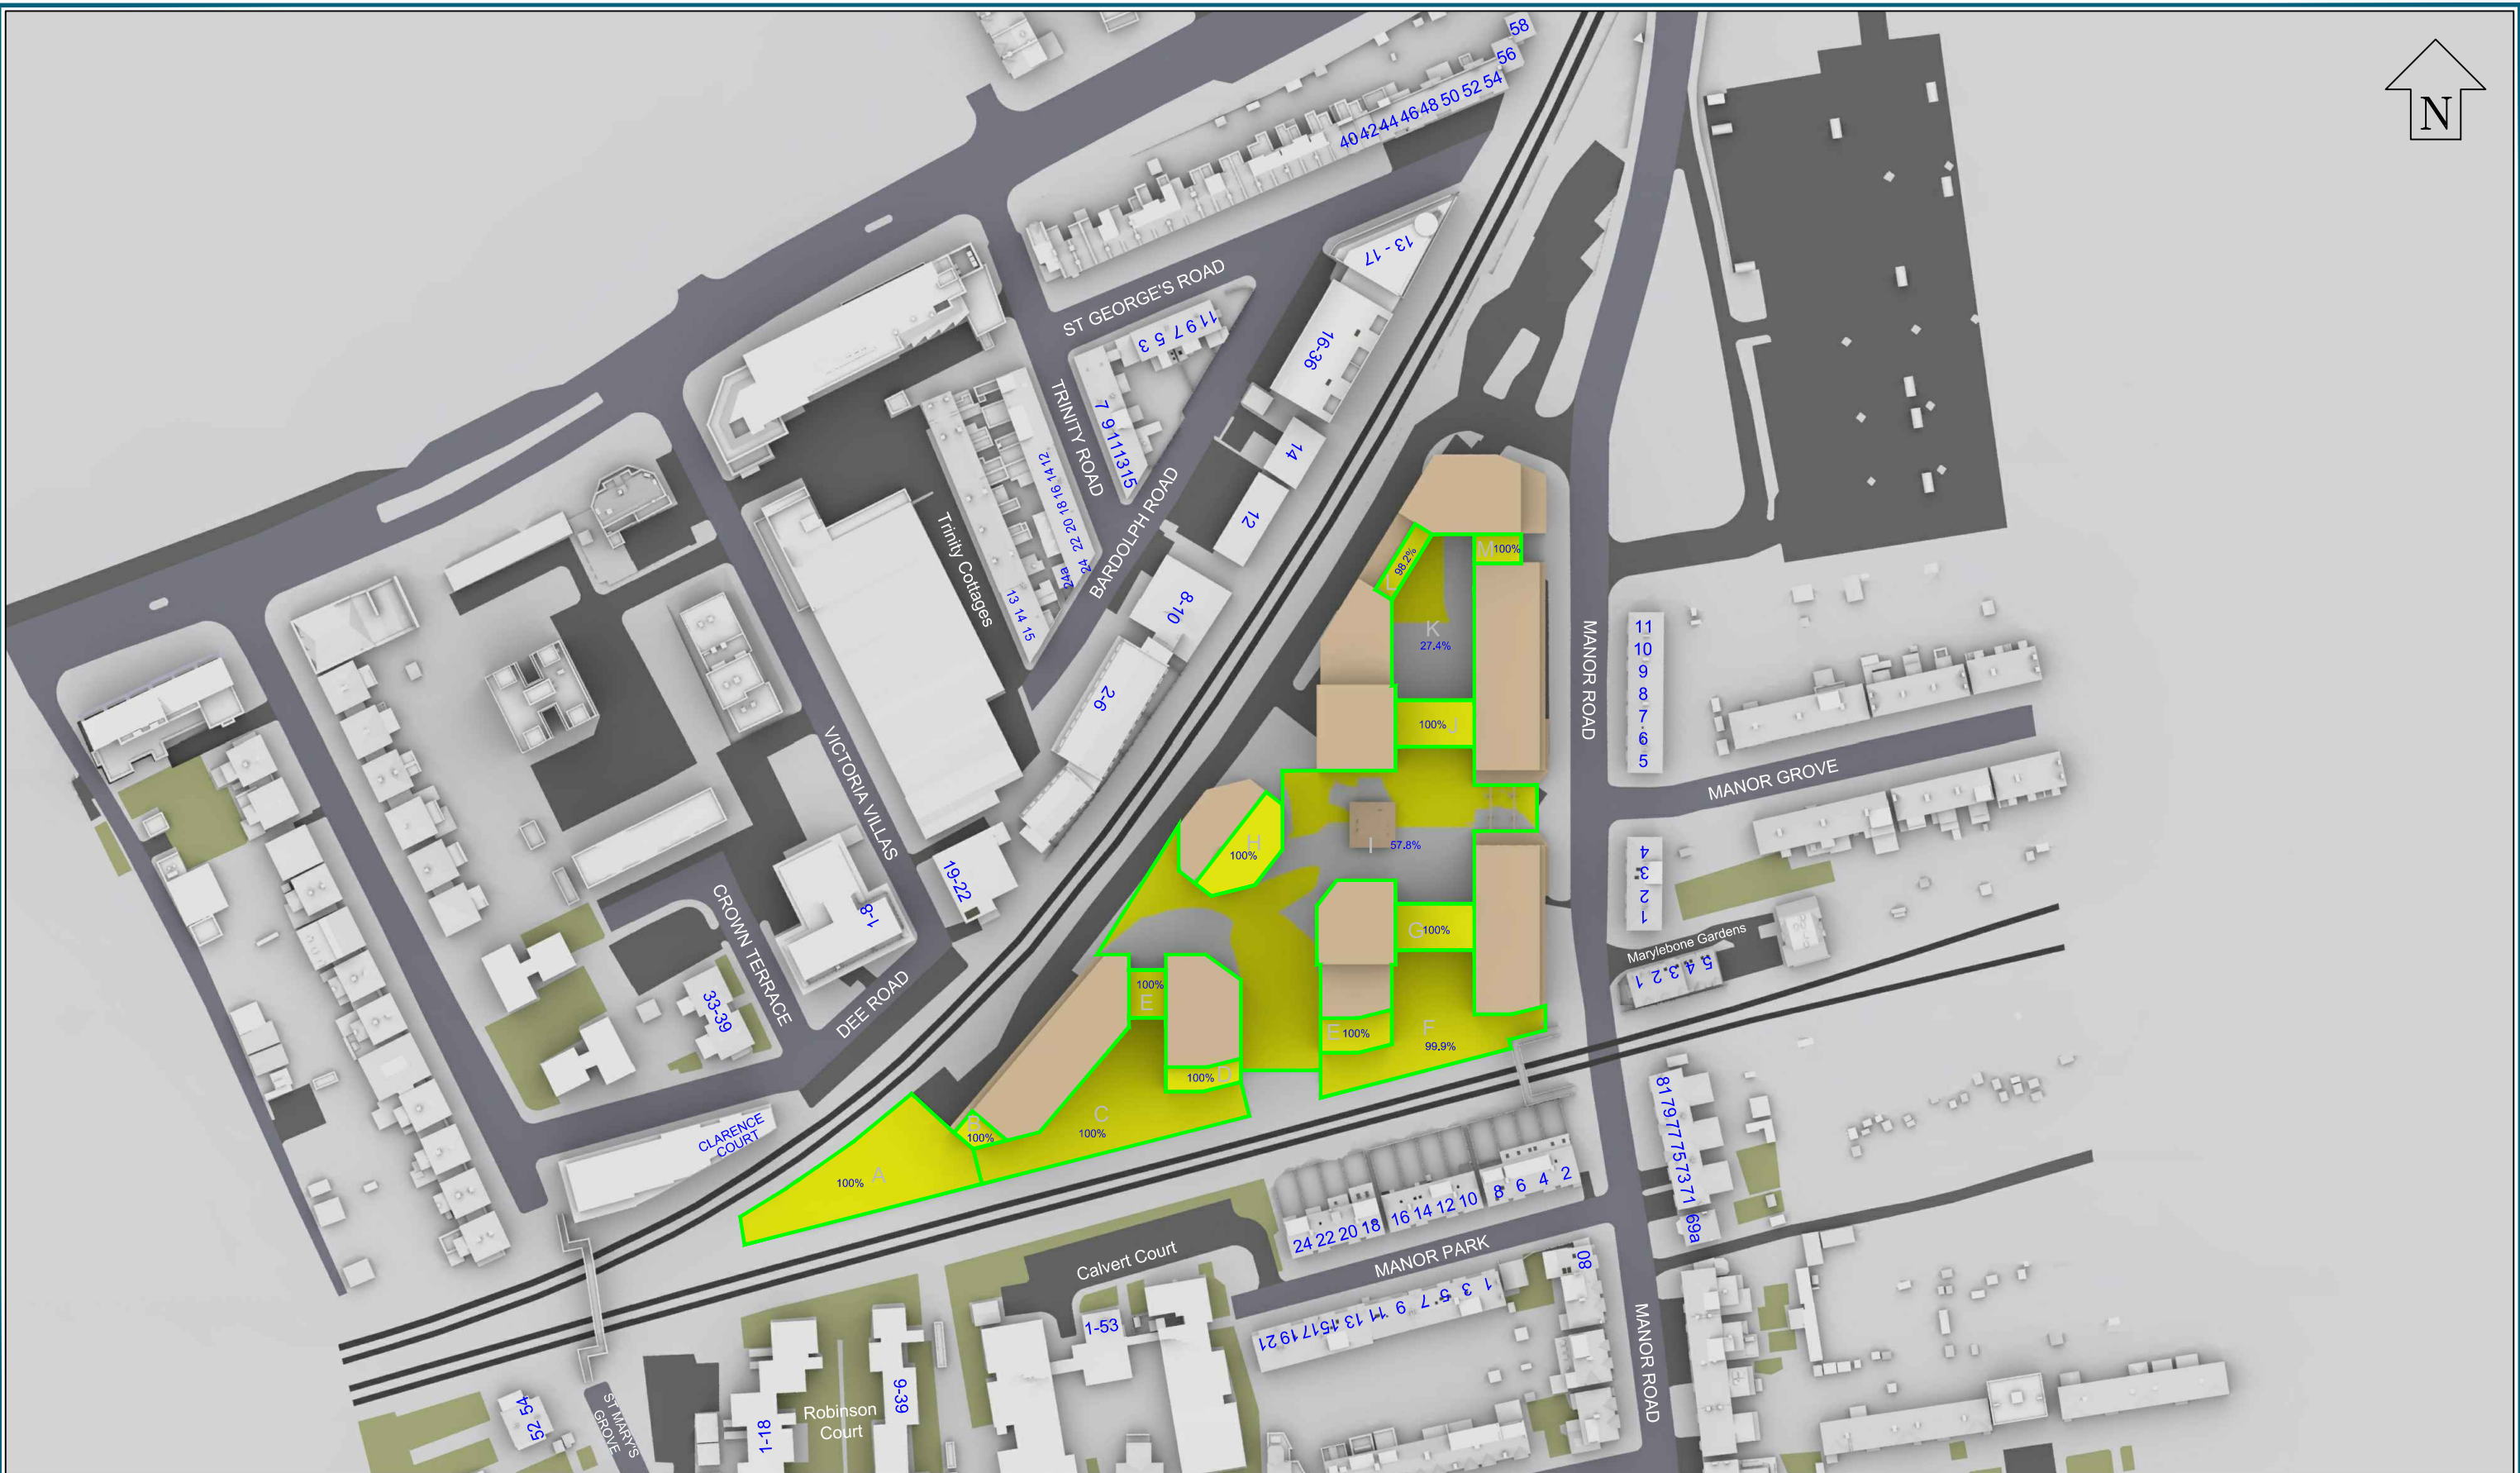 58
56
40 42 44 46 48 50 52 54
N
13 - 17
ST GEORGE'S ROAD
3 5 7 9 11
16-36
TRINITY ROAD
7 9 11 13 15
14
12
12 14 16 18 20 22 24 24a
Trinity Cottages
13 14 15
BARDOLPH ROAD
8-10
2-6
M 100%
L 98.2%
K
27.4%
100% J
MANOR ROAD
11
10
9
8
7
6
5
MANOR GROVE
4
3
2
1
VICTORIA VILLAS
19-22
1-8
H
100%
I 57.8%
G 100%
Marylebone Gardens
1 2 3 4 5
CROWN TERRACE
33-39
DEE ROAD
100%
E
E 100%
F
99.9%
100% D
C
100%
B
100%
100% A
CLARENCE
COURT
81 79 77 75 73 71
69a
24 22 20 18 16 14 12 10 8 6 4 2
MANOR PARK
80
Calvert Court
1-53
21 19 17 15 13 11 9 7 5 3 1
MANOR ROAD
52 54
ST MARY'S
GROVE
1-18
Robinson
Court
9-39